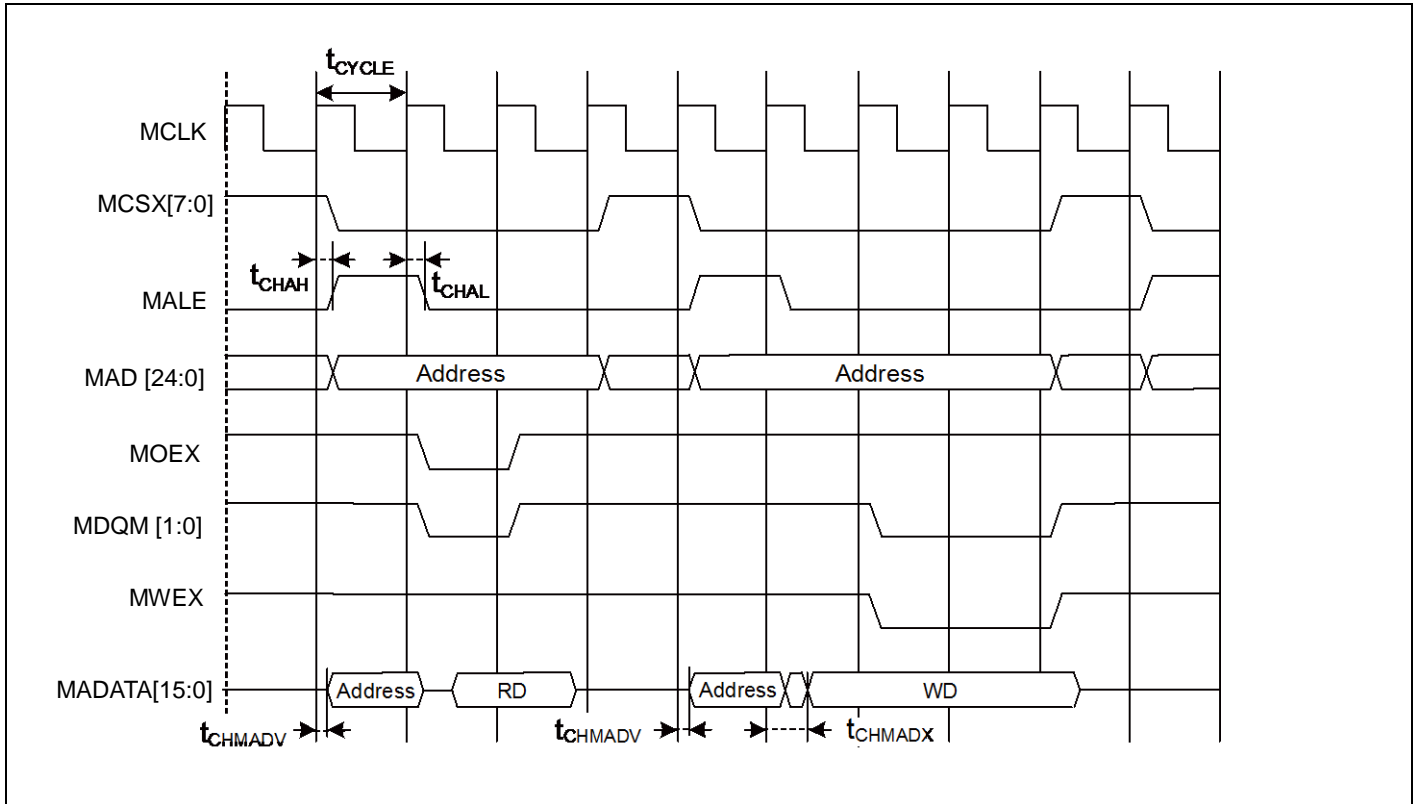 tCYCLE
MCLK
MCSX[7:0]
tCHAH
tCHAL
MALE
MAD [24:0]
Address
Address
MOEX
MDQM [1:0]
MWEX
MADATA[15:0]
Address
RD
Address
WD
tCHMADV
tCHMADV
tCHMADX